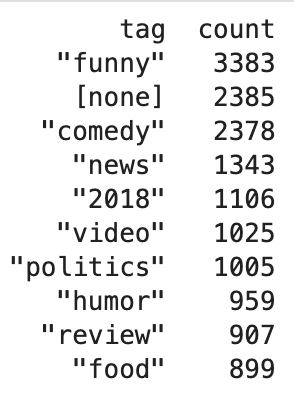 tag count
"funny" 3383
[none] 2385
"comedy" 2378
"news" 1343
"2018" 1106
"video" 1025
"politics" 1005
"humor" 959
"review" 907
"food" 899